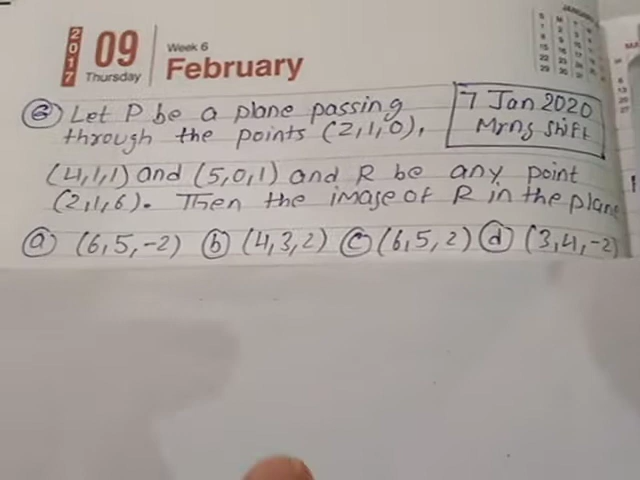 2017
09
Thursday
Week 6
February
JANUARY
③ Let P be a plane passing
through the points (2,1,0),
7 Jan 2020
Mrng Shift
(4,1,1) and (5,0,1) and R be any point
(2,1,6). Then the image of R in the plane
ⓐ (6,5,-2) ⓑ (4,3,2) ⓒ (6,5,2) ⓓ (3,4,-2)